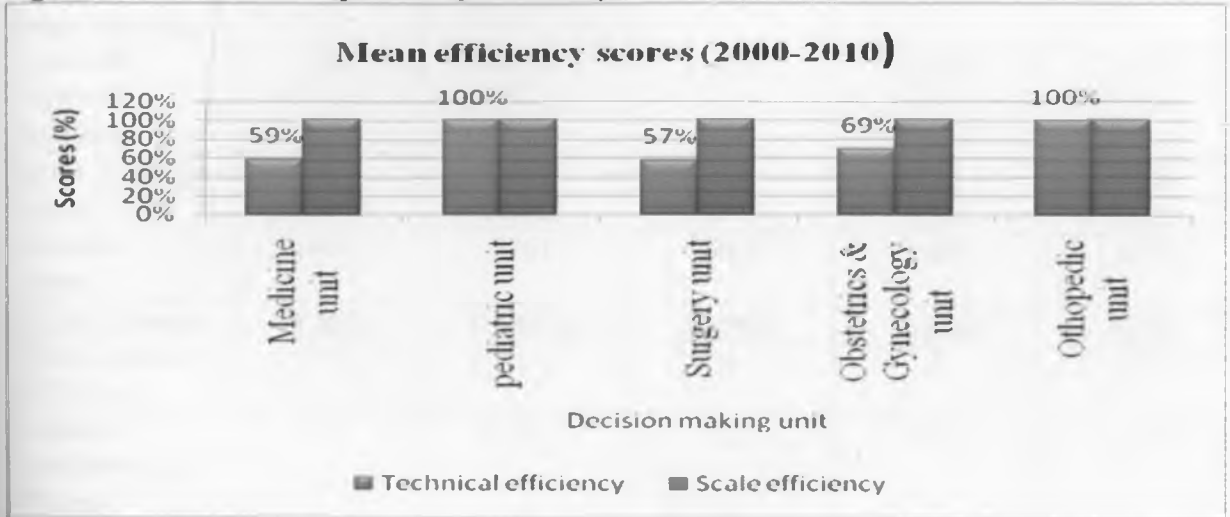 Mean efficiency scores (2000-2010)
Scores (%)
120%
100%
80%
60%
40%
20%
0%
59%
100%
57%
69%
100%
Medicine
unit
pediatric unit
Surgery unit
Obstetrics &
Gynecology
unit
Othopedic
unit
Decision making unit
Technical efficiency
Scale efficiency